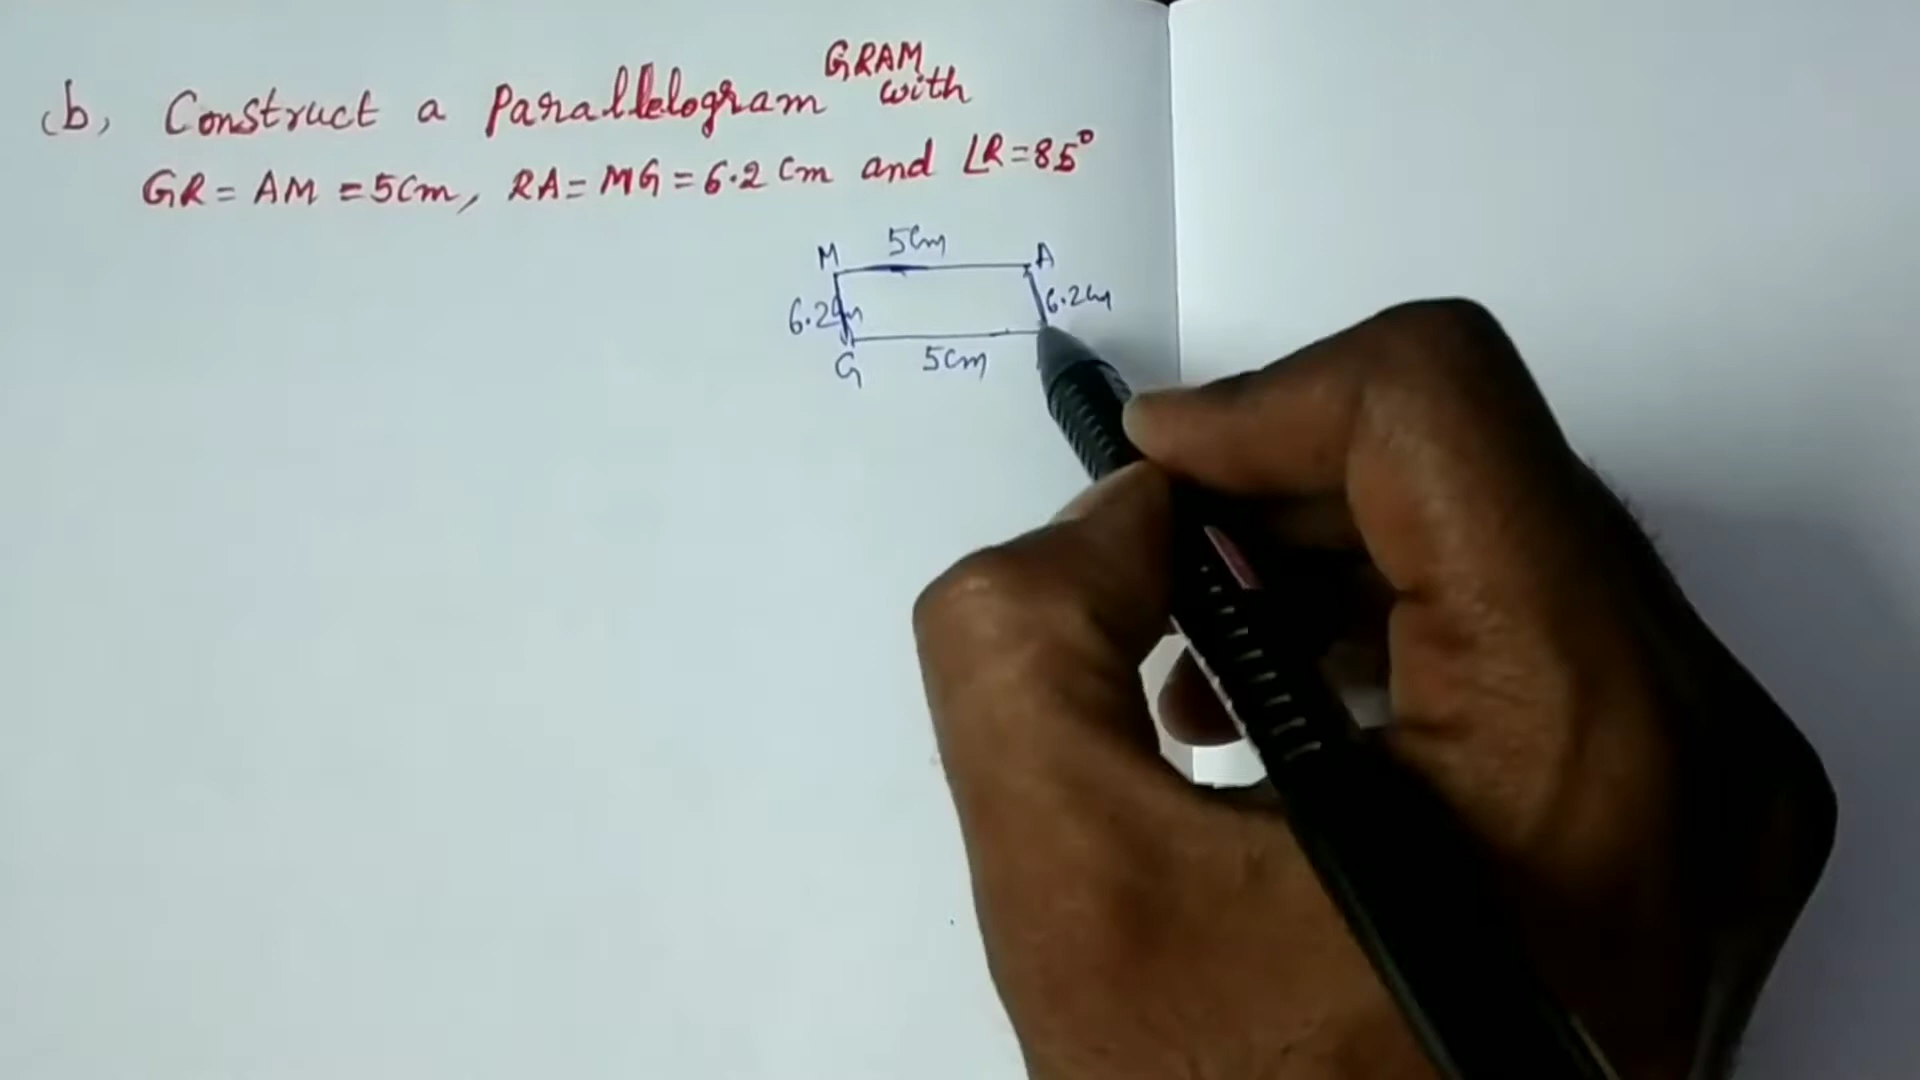 (b) Construct a Parallelogram GRAM with
GR = AM = 5cm, RA = MG = 6.2 cm and ∠R = 85°
5cm
M A
6.2cm 6.2cm
G 5cm